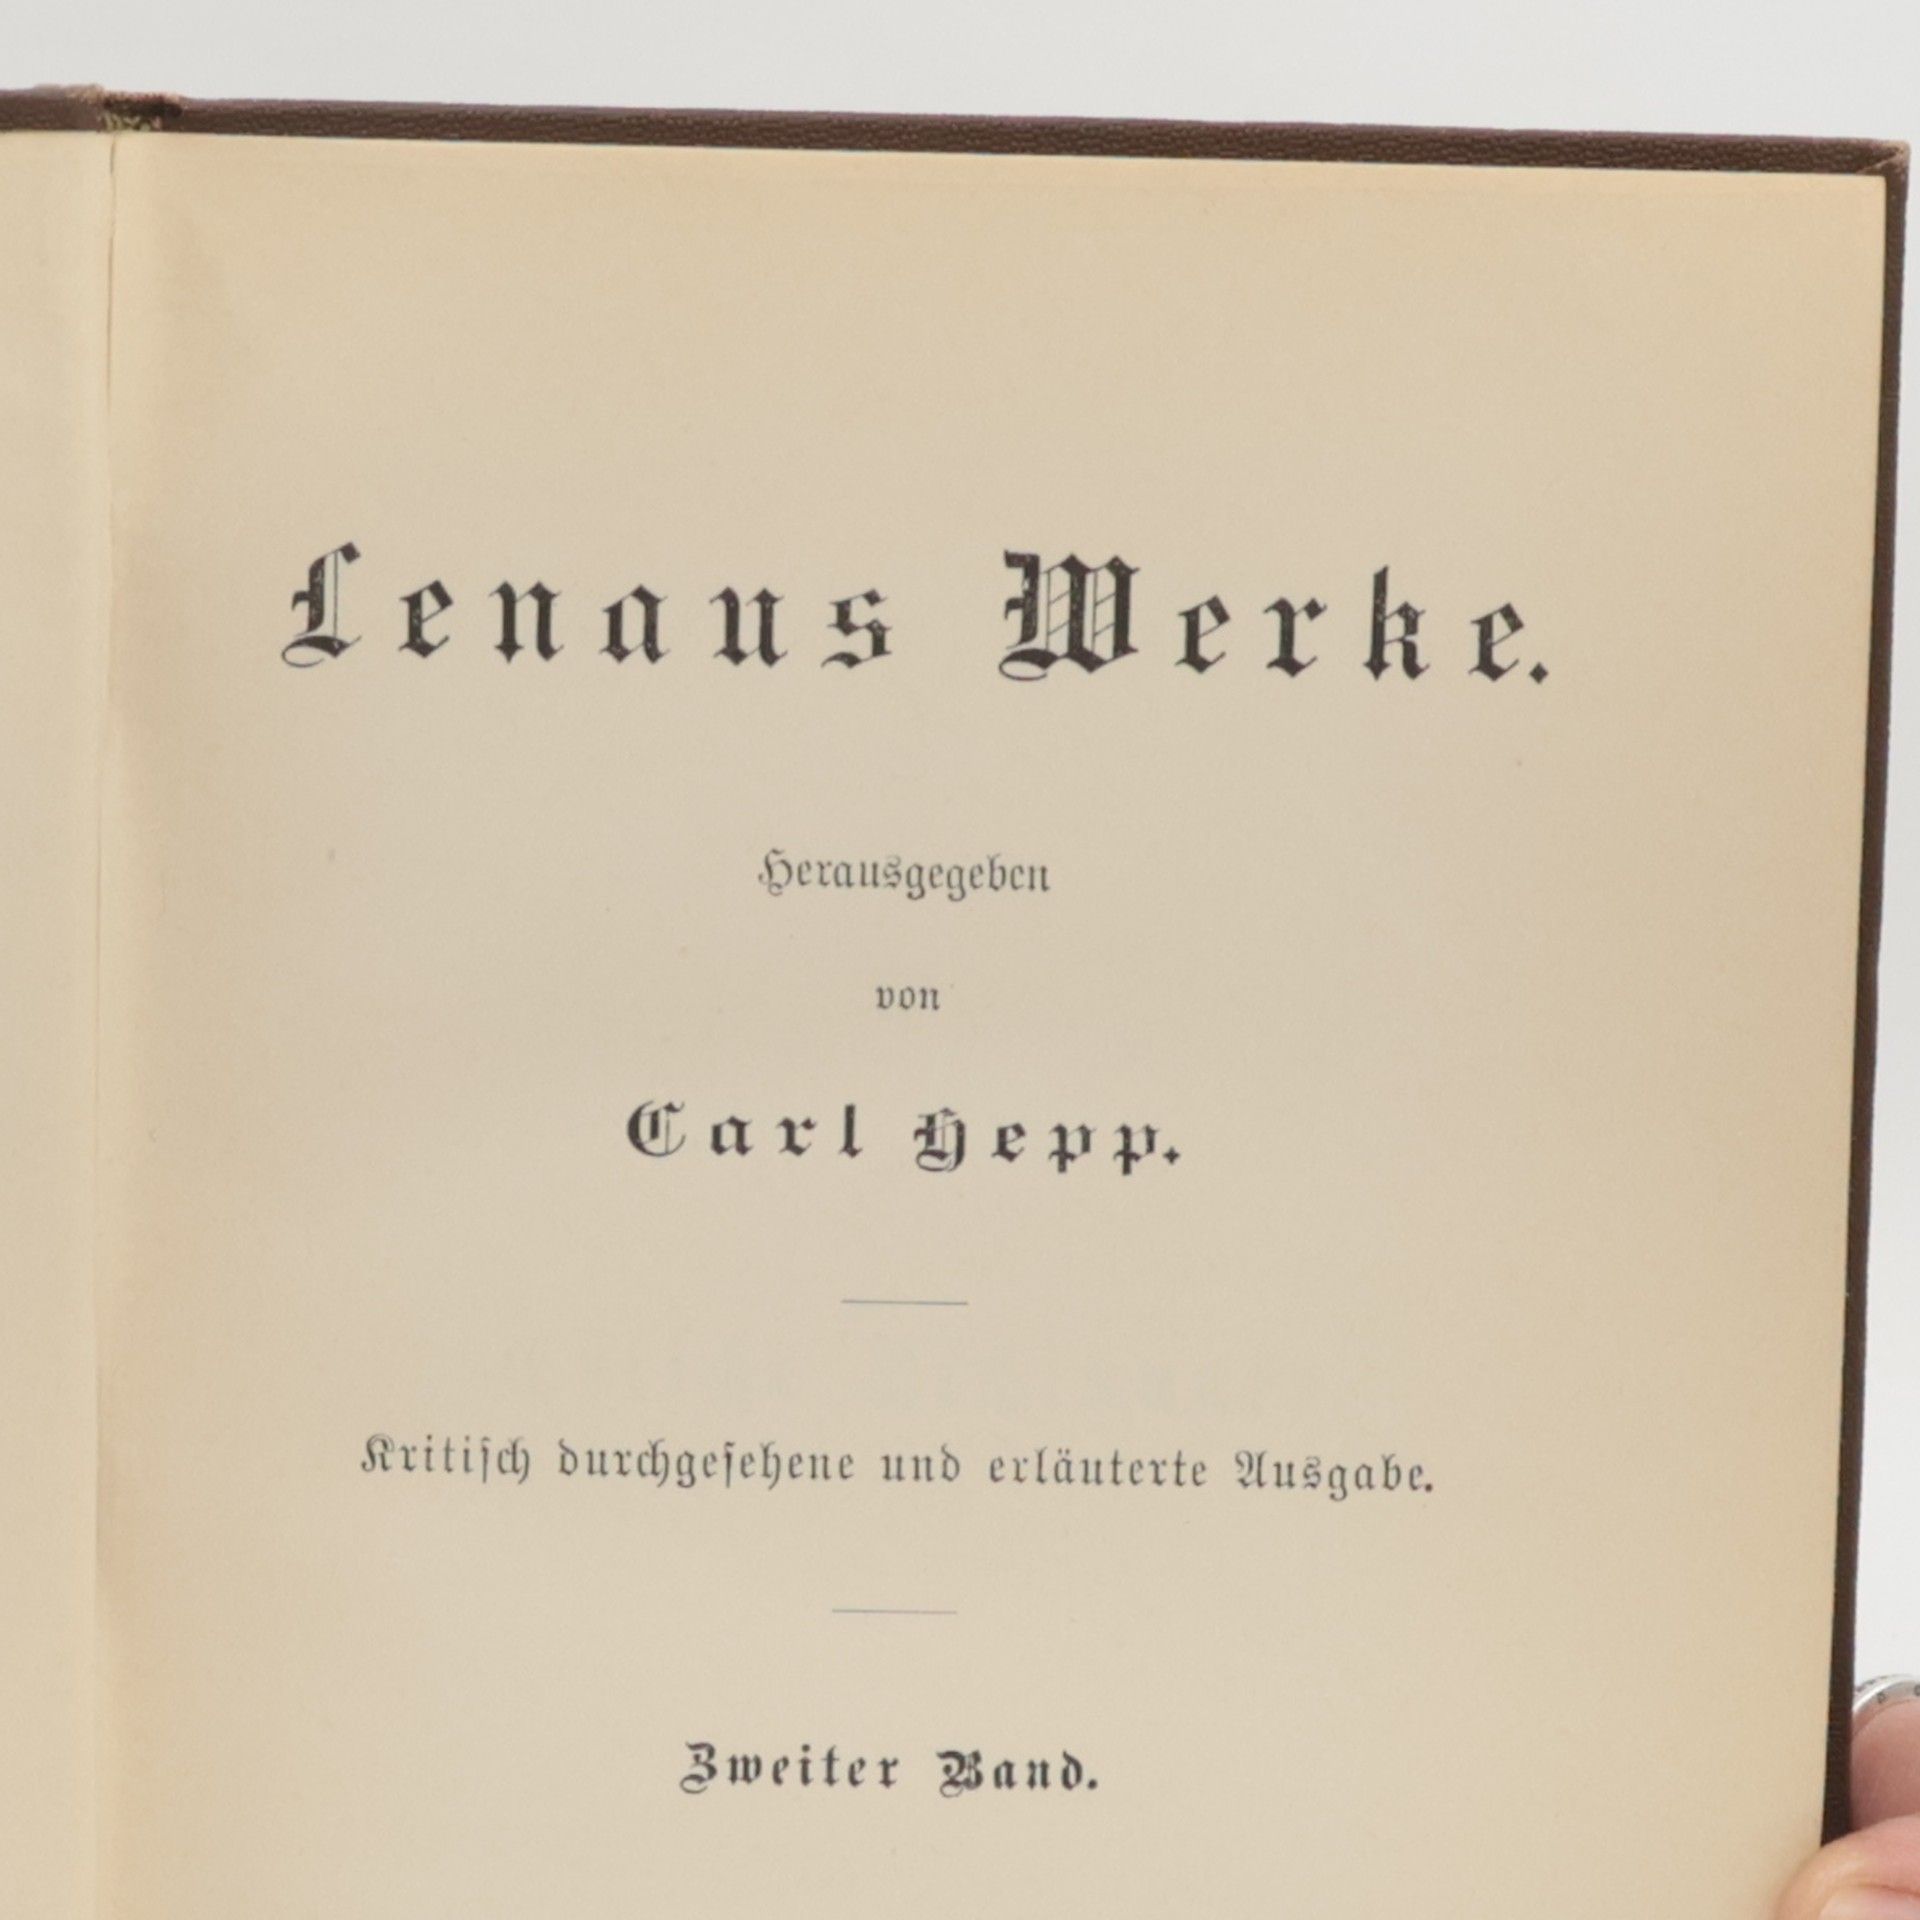 Lenaus Werke.
Herausgegeben
von
Carl Hepp.
Kritiſch durchgeſehene und erläuterte Ausgabe.
Zweiter Band.